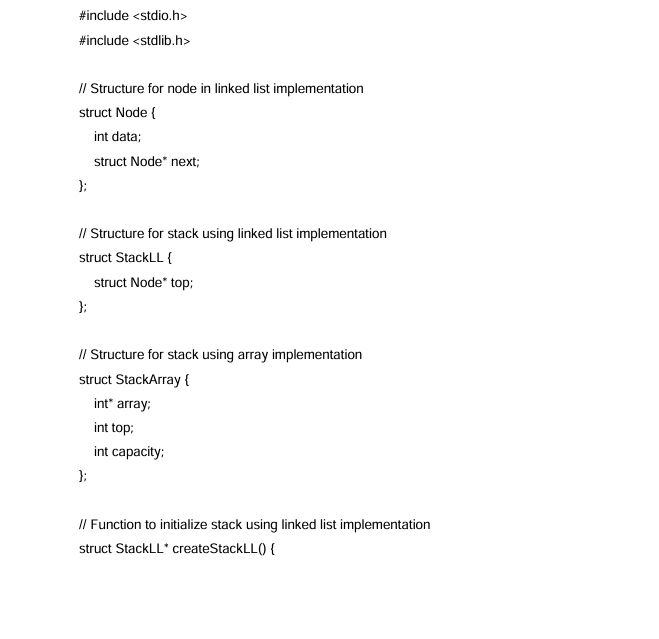 #include <stdio.h>
#include <stdlib.h>
// Structure for node in linked list implementation
struct Node {
int data;
struct Node* next;
};
// Structure for stack using linked list implementation
struct StackLL {
struct Node* top;
};
// Structure for stack using array implementation
struct StackArray {
int* array;
int top;
int capacity;
};
// Function to initialize stack using linked list implementation
struct StackLL* createStackLL() {